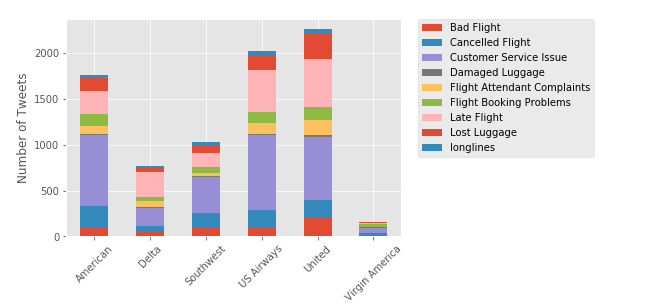 Number of Tweets
2000
1500
1000
500
0
American
Delta
Southwest
US Airways
United
Virgin America
Bad Flight
Cancelled Flight
Customer Service Issue
Damaged Luggage
Flight Attendant Complaints
Flight Booking Problems
Late Flight
Lost Luggage
longlines